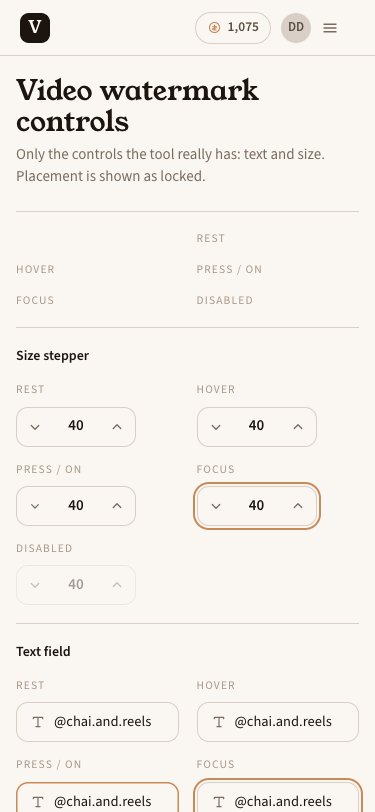 V
1,075
DD
Video watermark
controls
Only the controls the tool really has: text and size.
Placement is shown as locked.
REST
HOVER
PRESS / ON
FOCUS
DISABLED
Size stepper
REST
HOVER
40
40
PRESS / ON
FOCUS
40
40
DISABLED
40
Text field
REST
HOVER
@chai.and.reels
@chai.and.reels
PRESS / ON
FOCUS
@chai.and.reels
@chai.and.reels